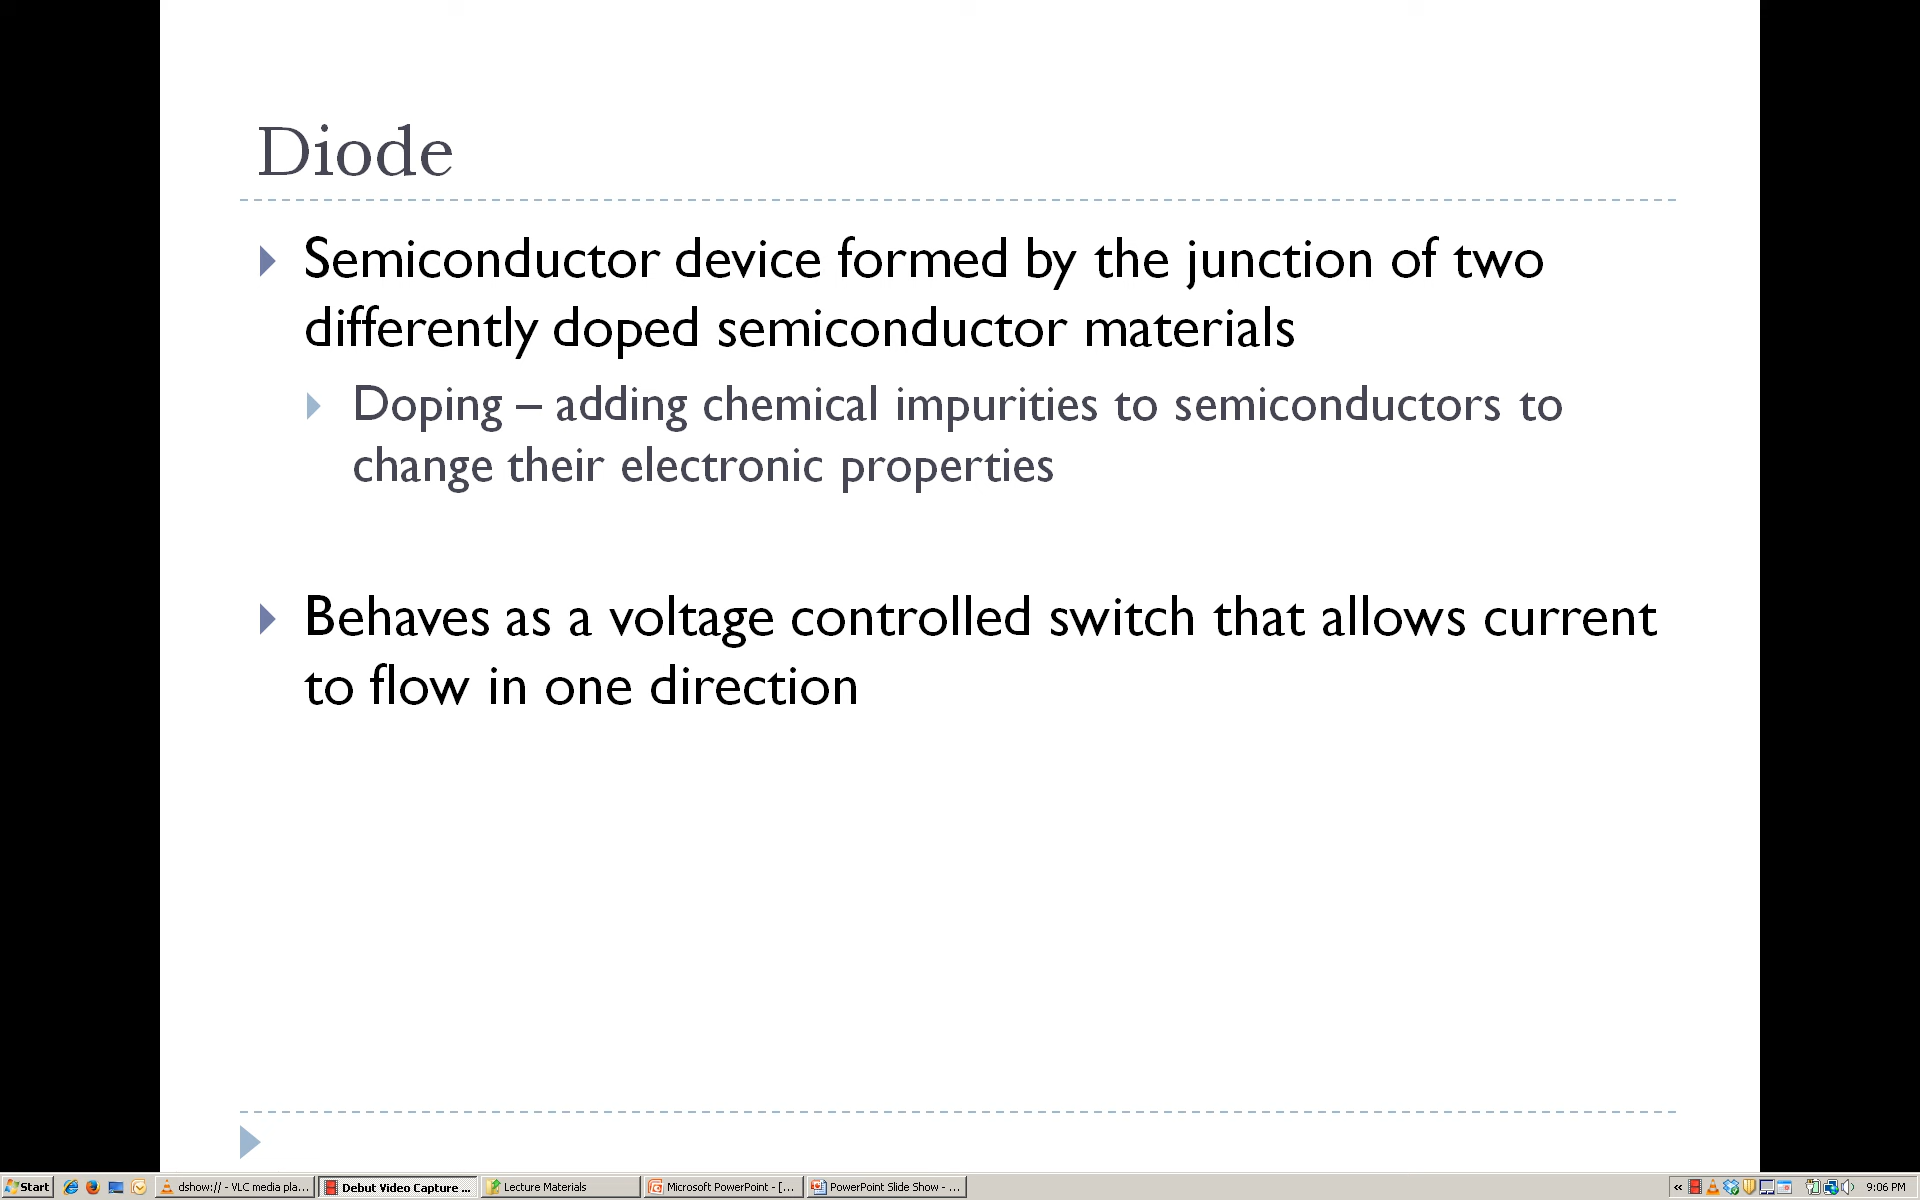 Diode
Semiconductor device formed by the junction of two
differently doped semiconductor materials
Doping – adding chemical impurities to semiconductors to
change their electronic properties
Behaves as a voltage controlled switch that allows current
to flow in one direction
Start dshow:// - VLC media pla... Debut Video Capture ... Lecture Materials Microsoft PowerPoint - [... PowerPoint Slide Show - ... « 9:06 PM